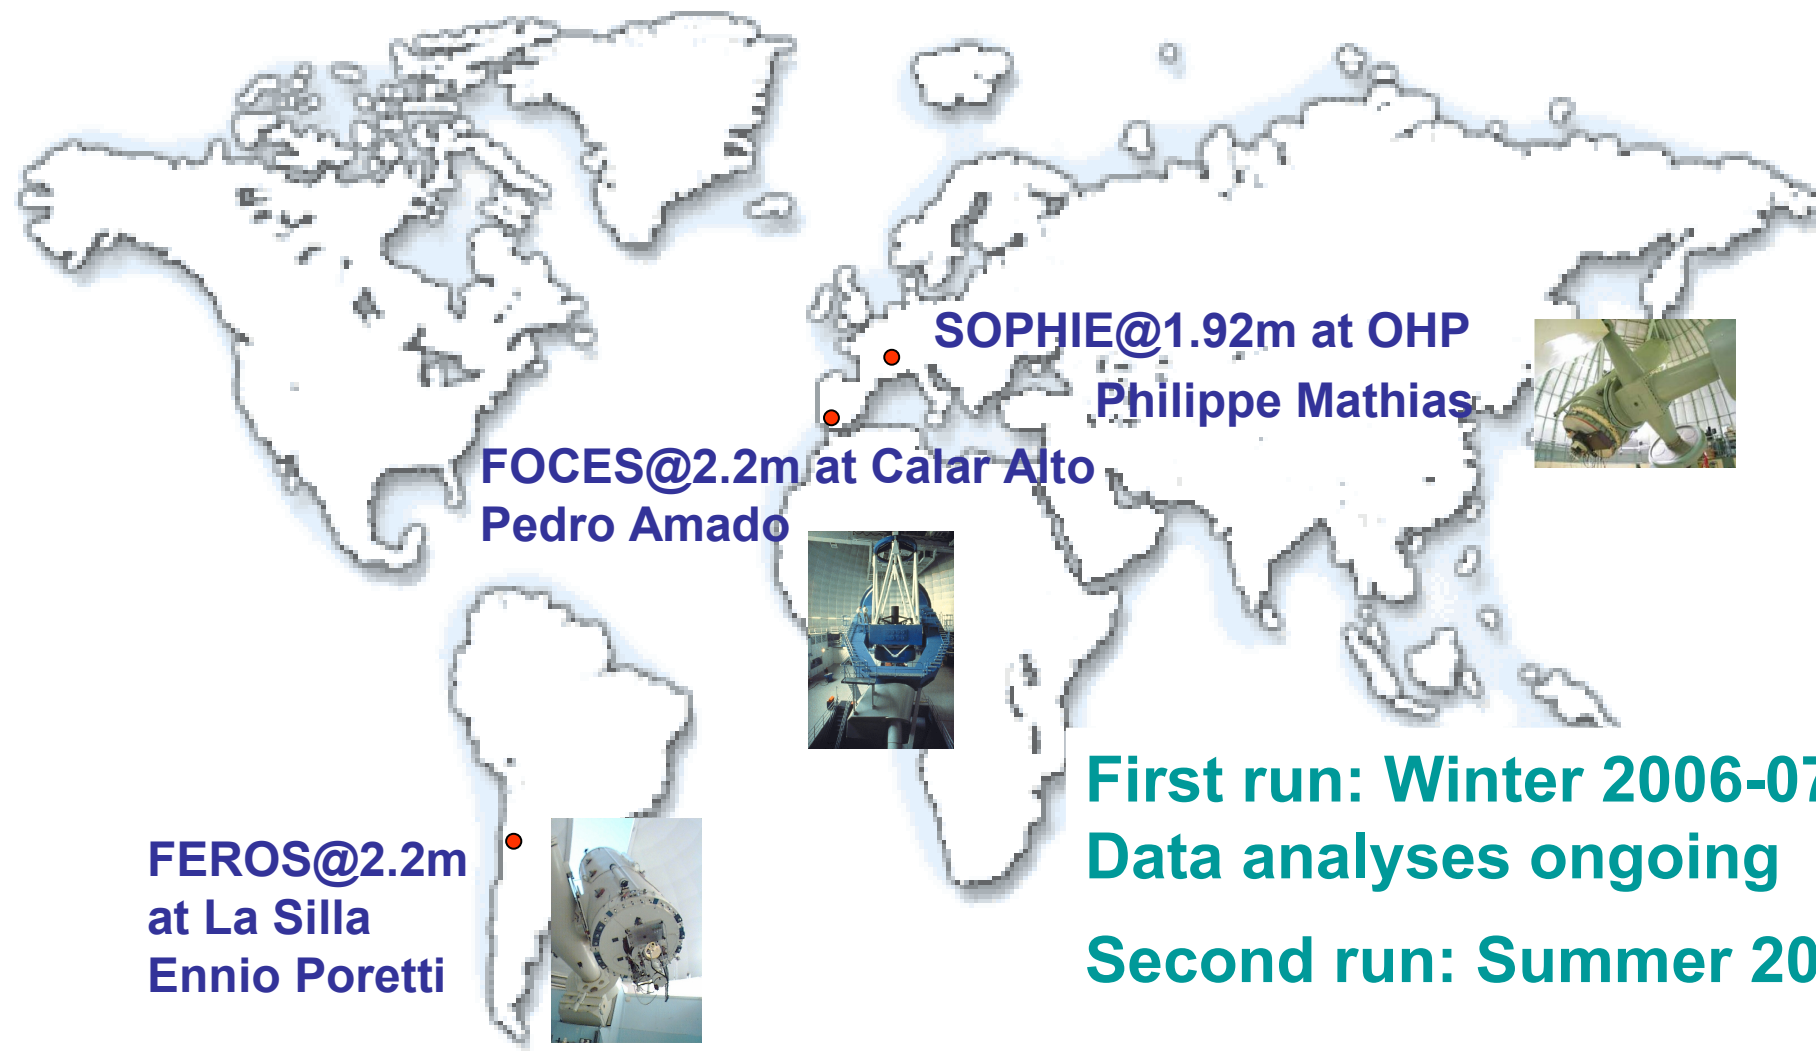 SOPHIE@1.92m at OHP
Philippe Mathias
FOCES@2.2m at Calar Alto
Pedro Amado
First run: Winter 2006-07
Data analyses ongoing
Second run: Summer 20
FEROS@2.2m
at La Silla
Ennio Poretti